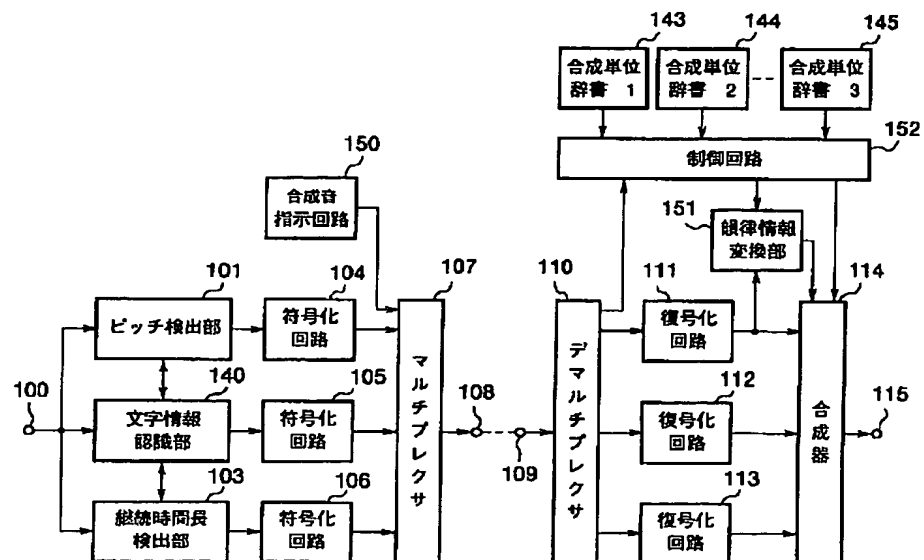 143
144
145
合成単位
辞書 1
合成単位
辞書 2
合成単位
辞書 3
152
制御回路
150
合成音
指示回路
151
韻律情報
変換部
101
ピッチ検出部
104
符号化
回路
107
マルチプレクサ
110
デマルチプレクサ
111
復号化
回路
114
合成器
100
140
文字情報
認識部
105
符号化
回路
108
109
112
復号化
回路
115
103
継続時間長
検出部
106
符号化
回路
113
復号化
回路